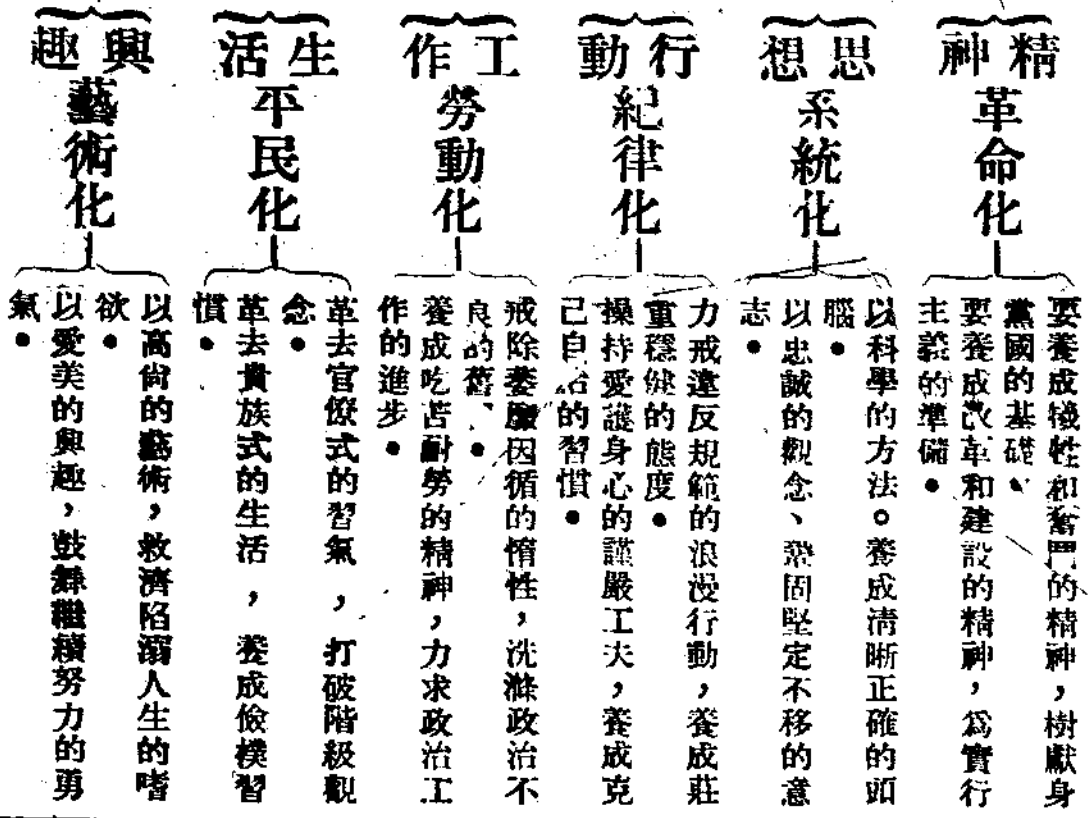 精神
革命化
要養成犧牲和奮鬥的精神，樹獻身
黨國的基礎、
要養成改革和建設的精神，爲實行
主義的準備●
思想
系統化
以科學的方法。養成清晰正確的頭
腦●
以忠誠的觀念、鞏固堅定不移的意
志●
行動
紀律化
力戒違反規範的浪漫行動，養成莊
重穩健的態度●
操持愛護身心的謹嚴工夫，養成克
己自治的習慣●
工作
勞動化
戒除萎靡因循的惰性，洗滌政治不
良的舊●
養成吃苦耐勞的精神，力求政治工
作的進步●
生活
平民化
革去官僚式的習氣，打破階級觀
念●
革去貴族式的生活，養成儉樸習
慣●
興趣
藝術化
以高尙的藝術，救濟陷溺人生的嗜
欲●
以愛美的興趣，鼓舞繼續努力的勇
氣●